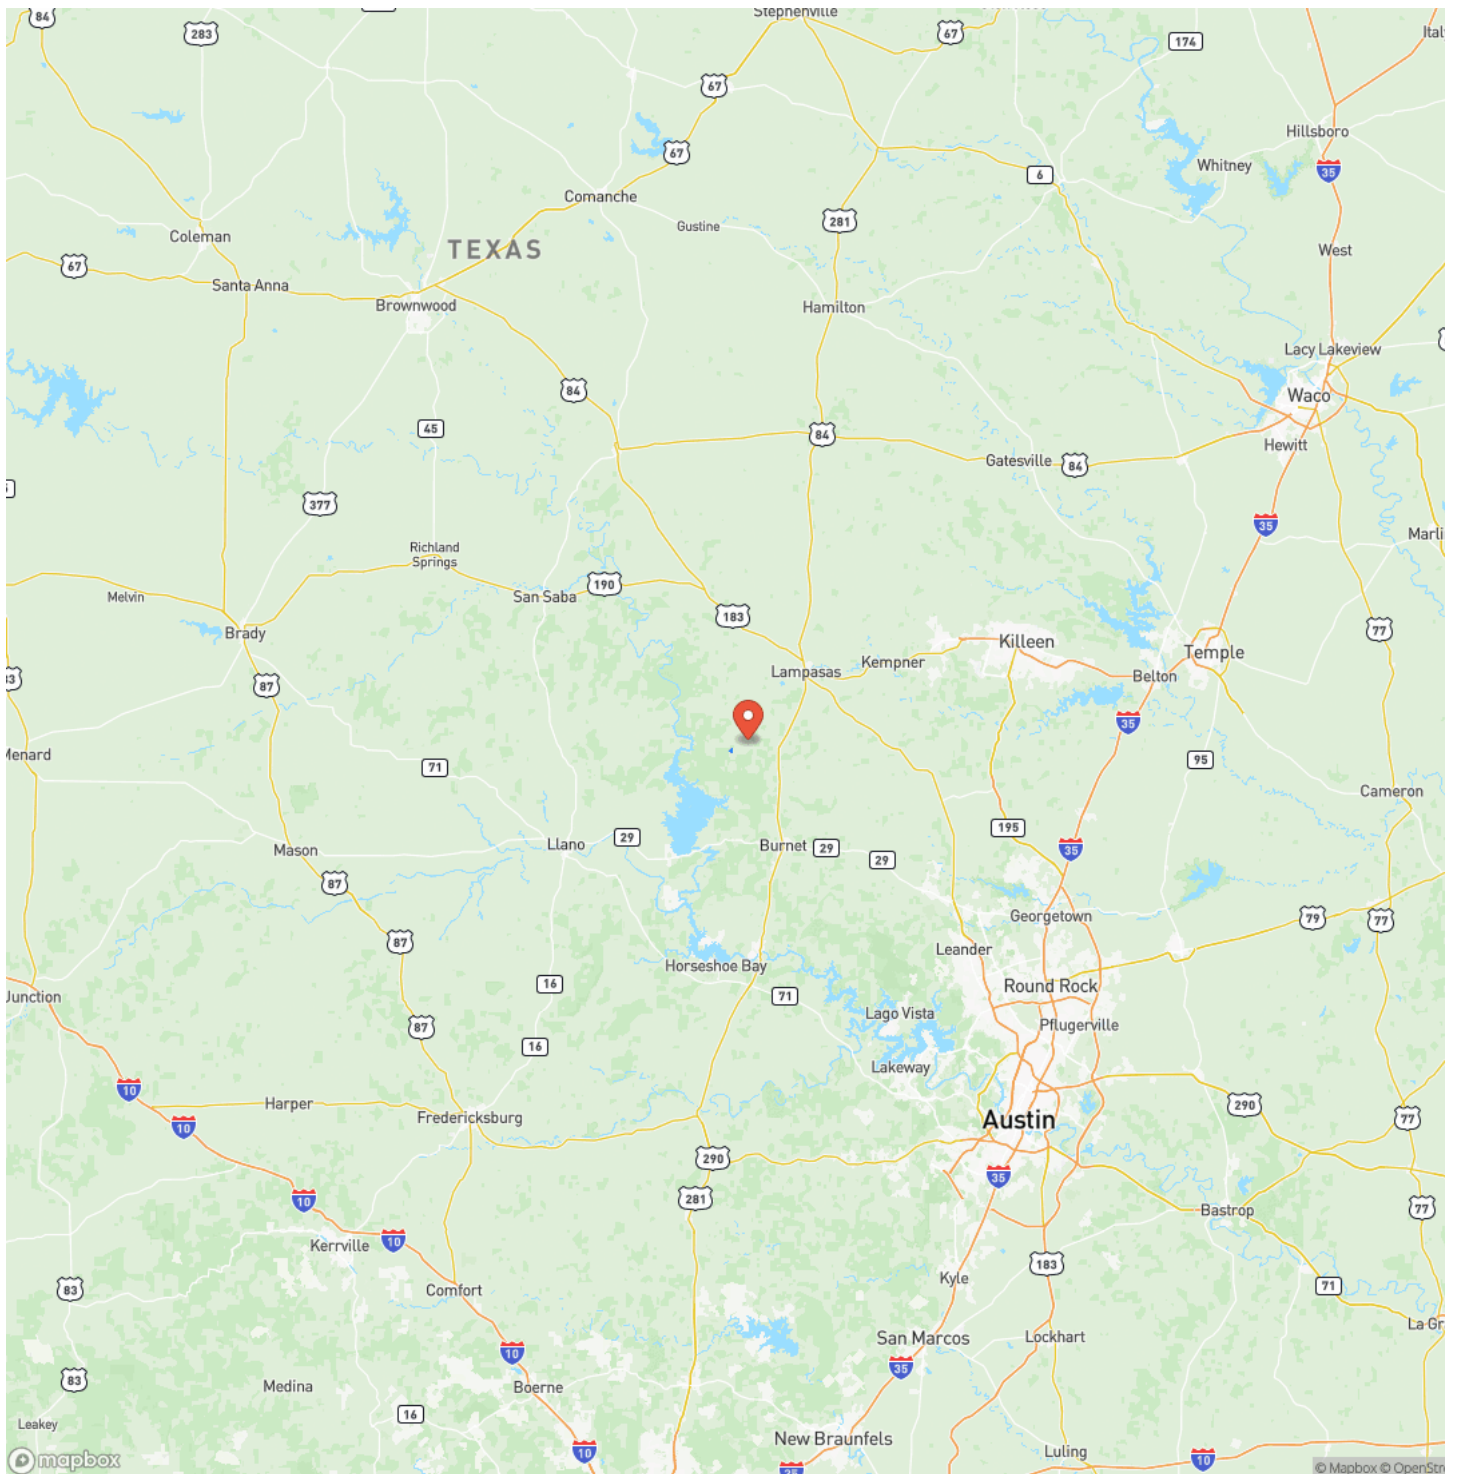 84
283
Stephenville
67
174
67
Hillsboro
67
Whitney
35
6
Comanche
281
Gustine
Coleman
TEXAS
West
67
Santa Anna
Brownwood
Hamilton
Lacy Lakeview
84
Waco
45
84
Hewitt
Gatesville
84
377
35
Richland
Springs
190
San Saba
Melvin
183
77
Brady
Killeen
Temple
Kempner
Lampasas
Belton
87
35
Menard
71
95
Cameron
195
29
Llano
Burnet
29
29
35
Mason
87
Georgetown
79
77
87
Leander
Horseshoe Bay
16
Round Rock
Junction
71
Lago Vista
87
Pflugerville
16
Lakeway
10
Harper
290
Fredericksburg
Austin
77
10
290
35
281
10
Bastrop
77
10
Kerrville
183
83
Comfort
Kyle
71
San Marcos
Lockhart
10
35
83
Medina
Boerne
16
Leakey
New Braunfels
10
Luling
10
mapbox
© Mapbox